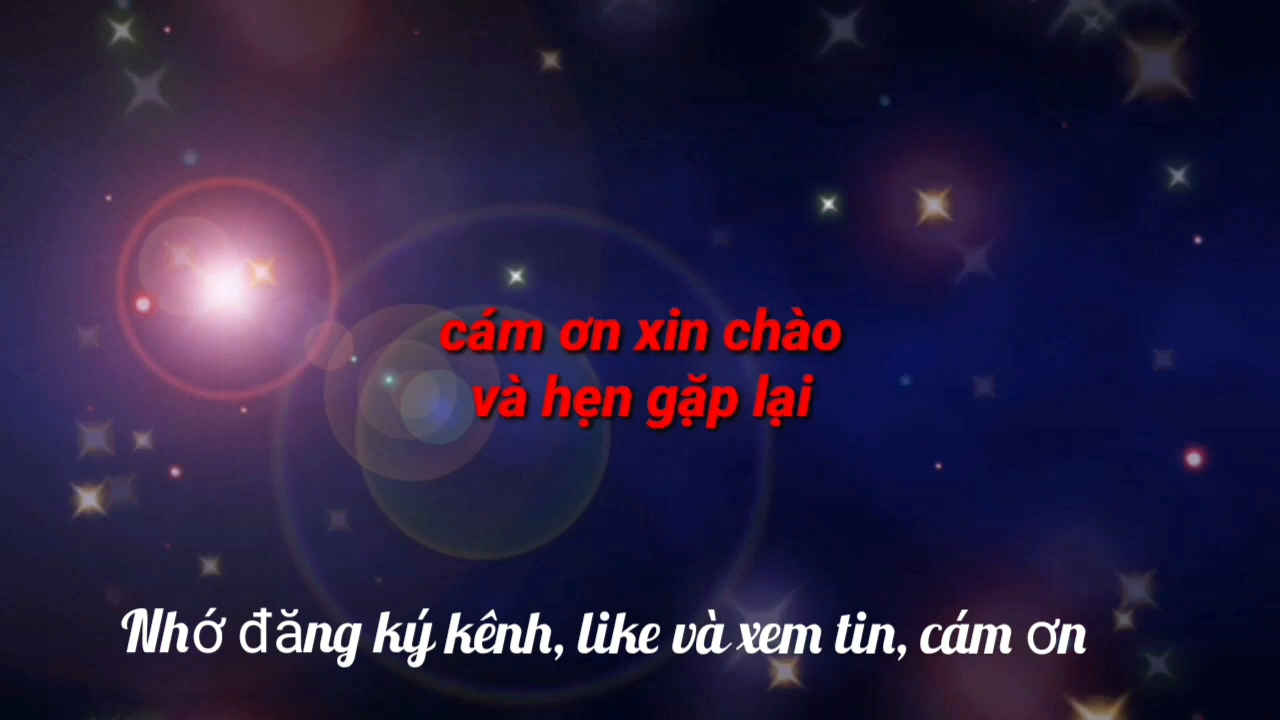 cám ơn xin chào
và hẹn gặp lại
Nhớ đăng ký kênh, like và xem tin, cám ơn